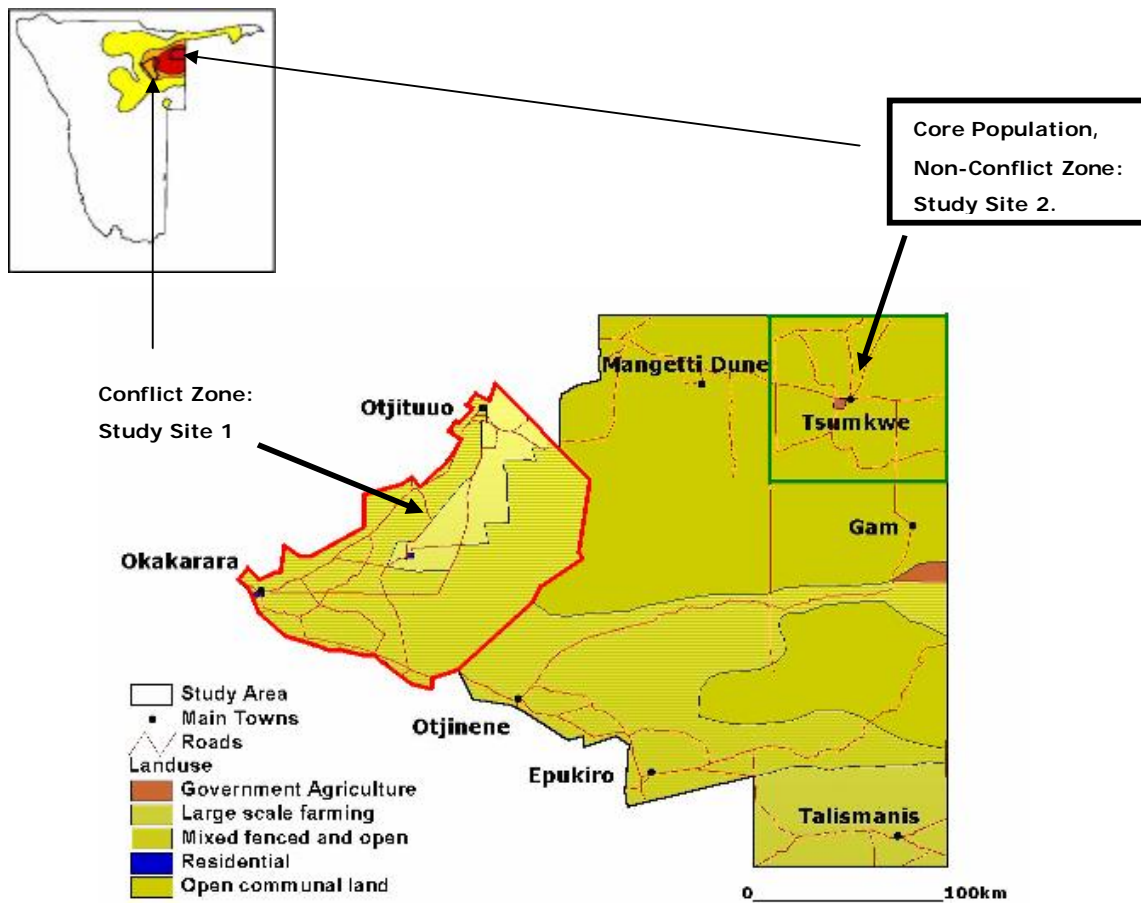 Core Population,
Non-Conflict Zone:
Study Site 2.
Conflict Zone:
Study Site 1
Otjituuo
Mangetti Dune
Tsumkwe
Gam
Okakarara
Otjinene
Epukiro
Talismanis
Study Area
Main Towns
Roads
Landuse
Government Agriculture
Large scale farming
Mixed fenced and open
Residential
Open communal land
0 100km